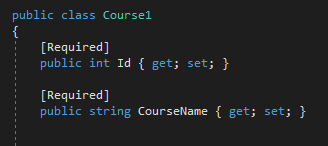 public class Course1
{
[Required]
public int Id { get; set; }
[Required]
public string CourseName { get; set; }